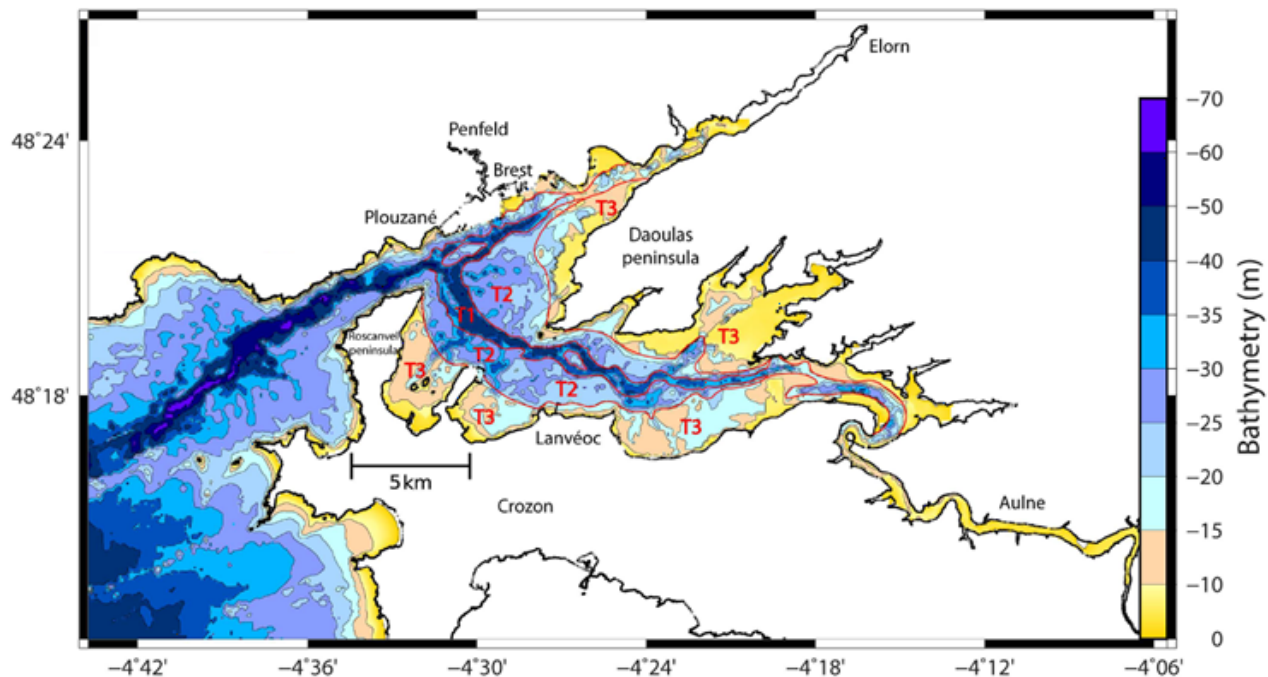 Elorn
Penfeld
Brest
Plouzané
T3
Daoulas
peninsula
T2
T1
Roscanvel
peninsula
T2
T3
T3
T2
T3
Lanvéoc
T3
5km
Crozon
Aulne
48°24'
48°18'
−4°42'
−4°36'
−4°30'
−4°24'
−4°18'
−4°12'
−4°06'
−70
−60
−50
−40
−35
−30
−25
−20
−15
−10
0
Bathymetry (m)